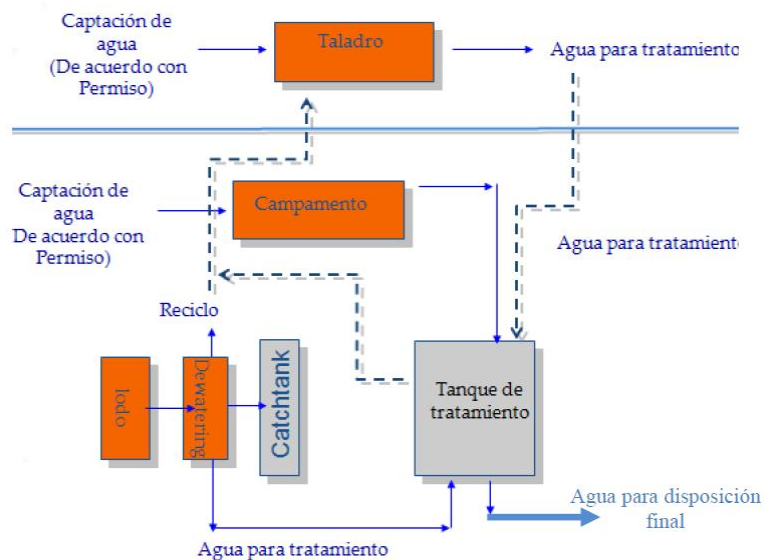 Captación de
agua
(De acuerdo con
Permiso)
Taladro
Agua para tratamiento
Captación de
agua
De acuerdo con
Permiso)
Campamento
Agua para tratamiento
Reciclo
lodo
Dewatering
Catchtank
Tanque de
tratamiento
Agua para disposición
final
Agua para tratamiento